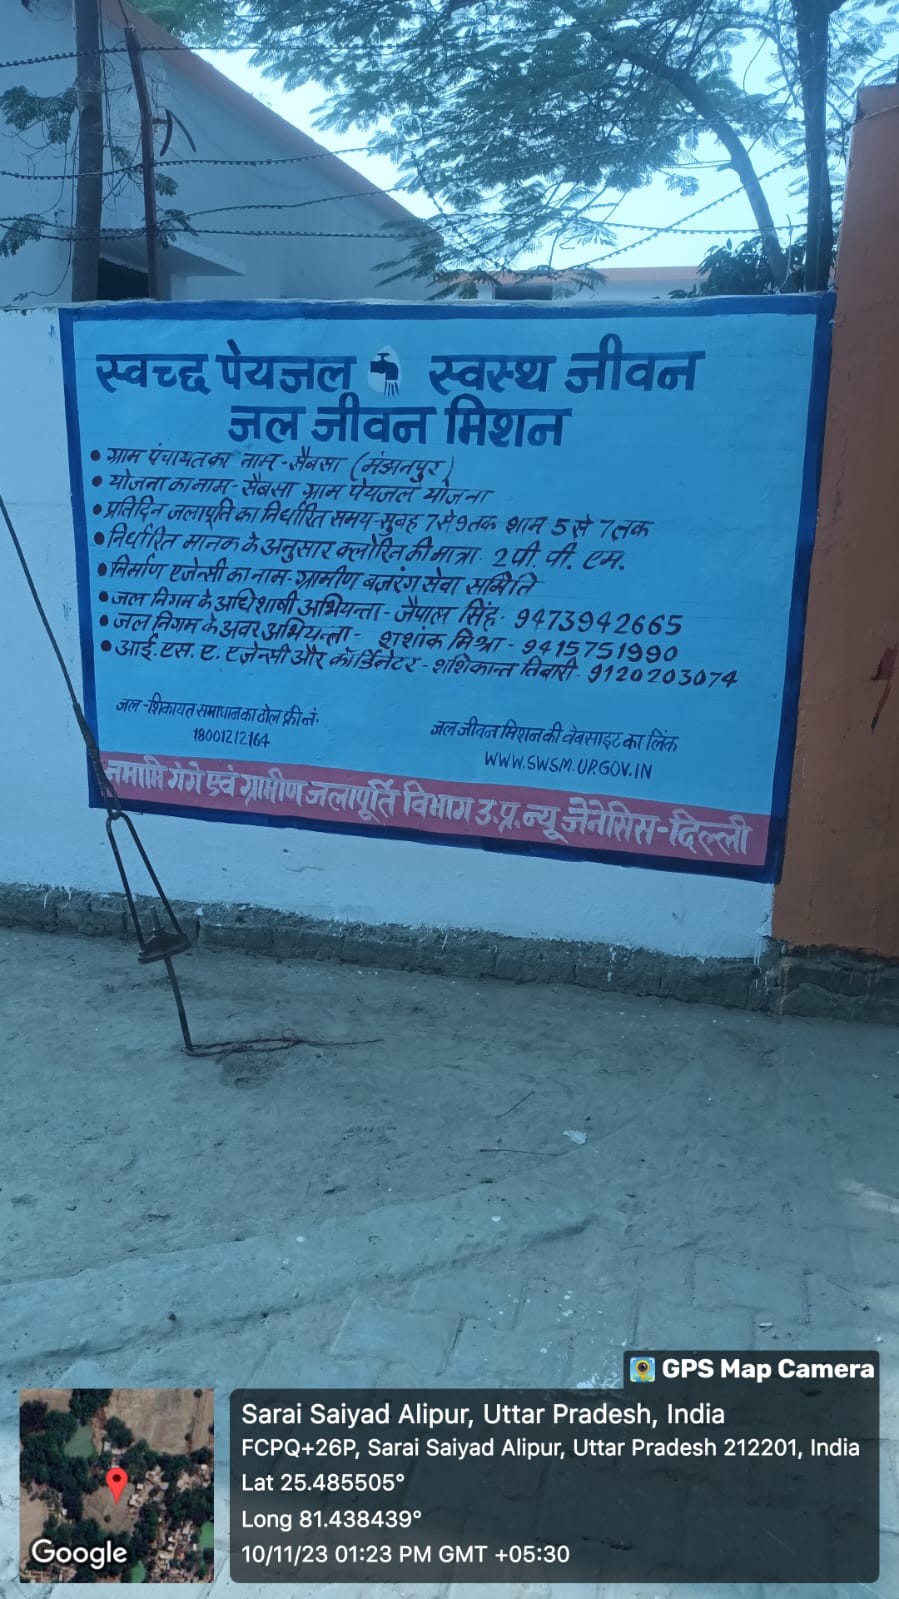 स्वच्छ पेयजल स्वस्थ जीवन
जल जीवन मिशन
• ग्राम पंचायत का नाम - सैबसा (मंझनपुर)
• योजना का नाम - सैबसा ग्राम पेयजल योजना
• प्रतिदिन जलापूर्ति का निर्धारित समय - सुबह 7 से 9 तक शाम 5 से 7 तक
• निर्धारित मानक के अनुसार क्लोरिन की मात्रा - 2 पी. पी. एम.
• निर्माण एजेन्सी का नाम - ग्रामीण बजरंग सेवा समिति
• जल निगम के अधिशाषी अभियन्ता - जैपाल सिंह - 9473942665
• जल निगम के अवर अभियन्ता - शशांक मिश्रा - 9415751990
• आई. एस. ए. एजेन्सी और कॉर्डिनेटर - शशिकान्त तिवारी - 9120203074
जल - शिकायत समाधान का टोल फ्री नं.
18001212164
जल जीवन मिशन की वेबसाइट का लिंक
WWW.SWSM.UP.GOV.IN
नमामि गंगे एवं ग्रामीण जलापूर्ति विभाग उ.प्र. न्यू जेनेसिस - दिल्ली
GPS Map Camera
Sarai Saiyad Alipur, Uttar Pradesh, India
FCPQ+26P, Sarai Saiyad Alipur, Uttar Pradesh 212201, India
Lat 25.485505°
Long 81.438439°
10/11/23 01:23 PM GMT +05:30
Google